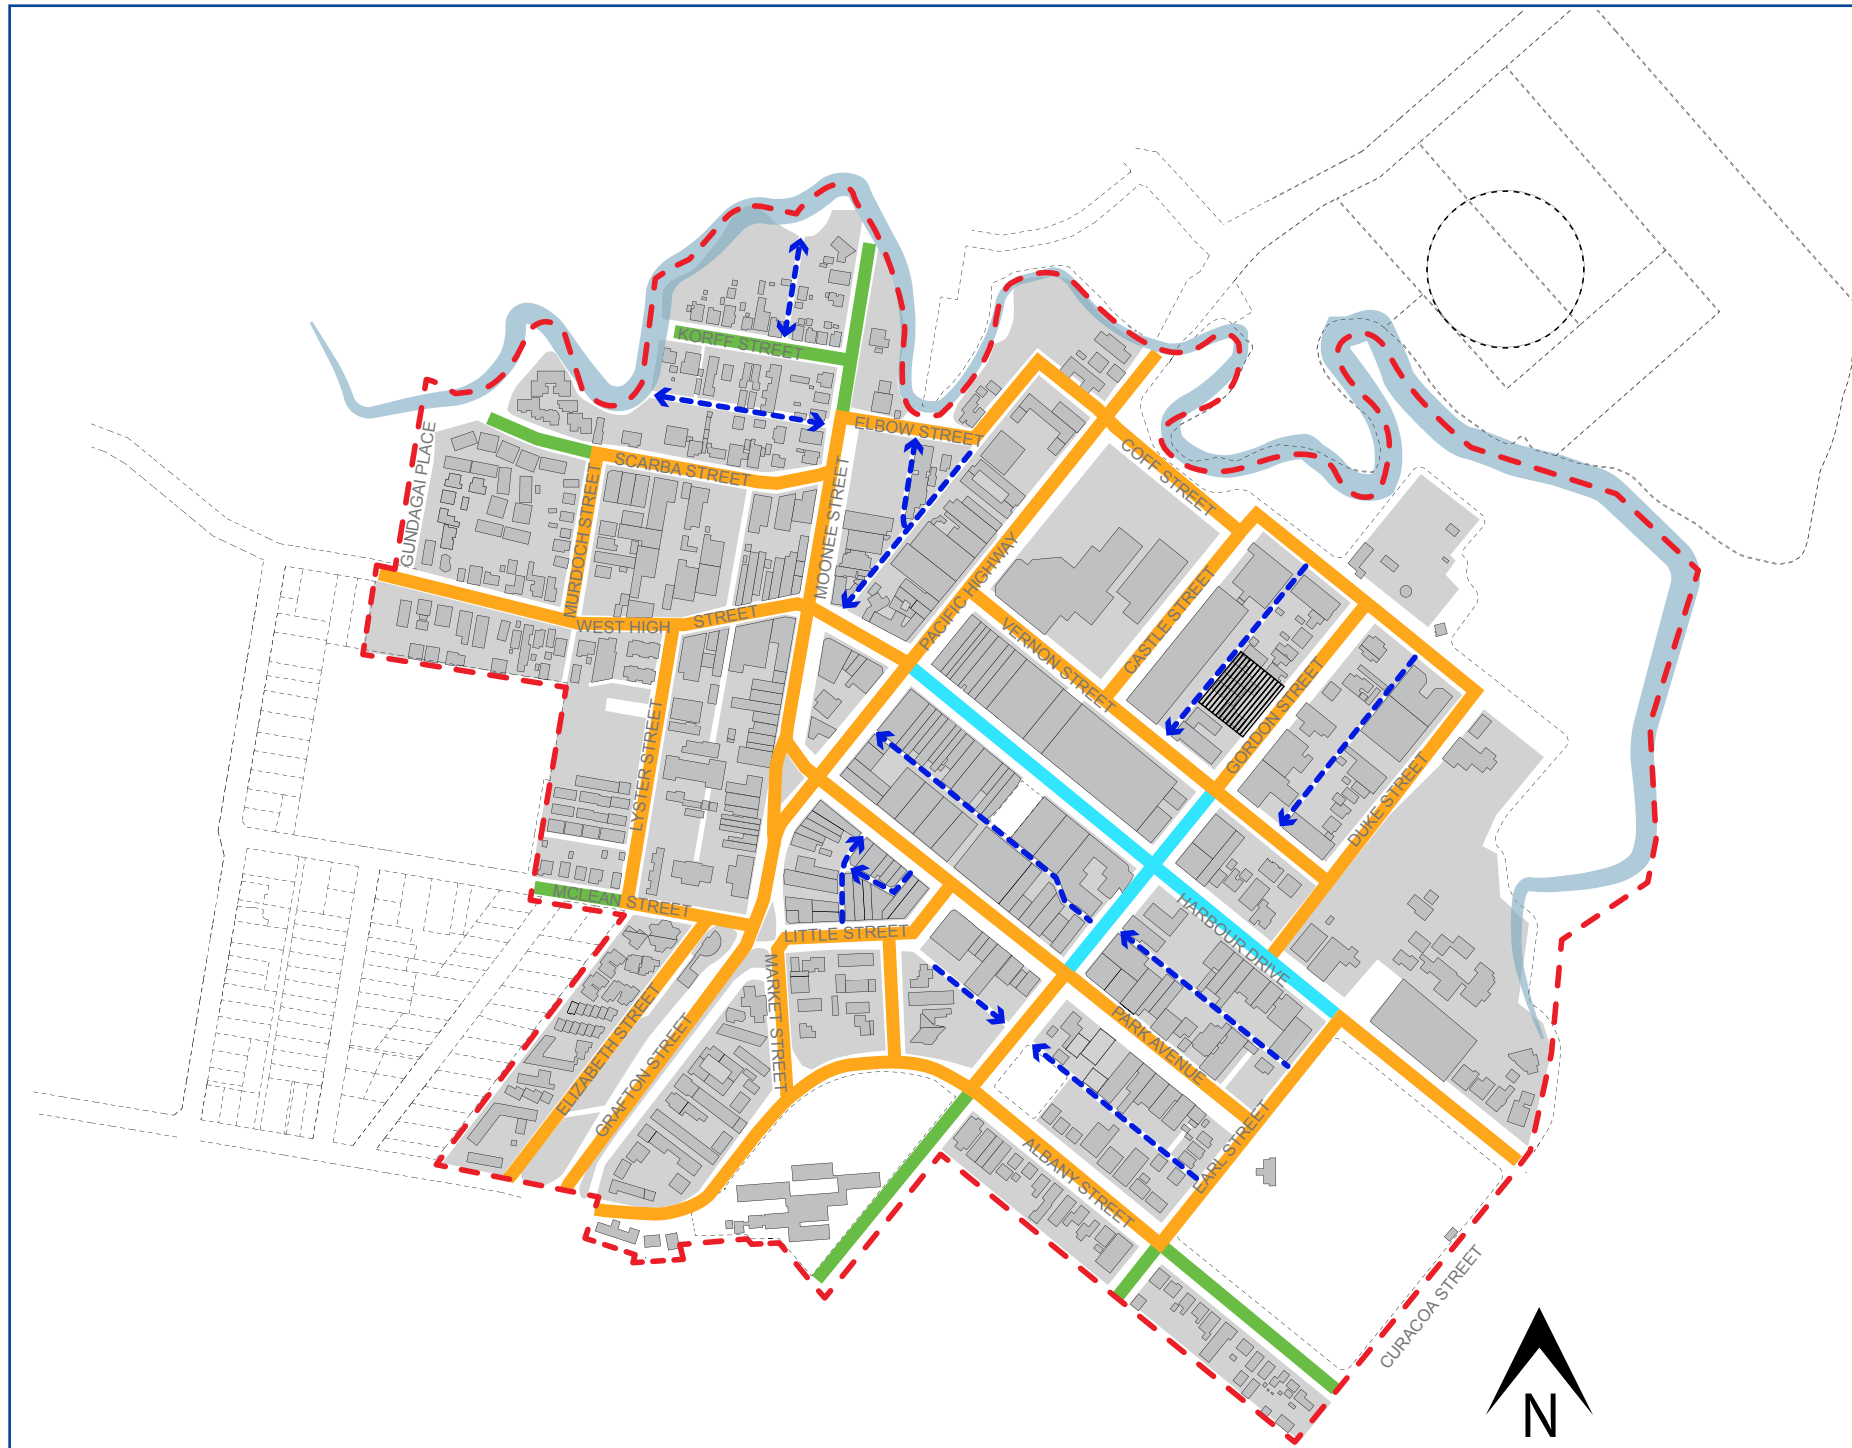 KORFF STREET
GUNDAGAI PLACE
ELBOW STREET
SCARBA STREET
COFF STREET
MURDOCH STREET
MOONEE STREET
PACIFIC HIGHWAY
CASTLE STREET
WEST HIGH STREET
VERNON STREET
GORDON STREET
LYSTER STREET
DUKE STREET
MCLEAN STREET
LITTLE STREET
HARBOUR DRIVE
MARKET STREET
ELIZABETH STREET
GRAFTON STREET
PARK AVENUE
EARL STREET
ALBANY STREET
CURACOA STREET
N